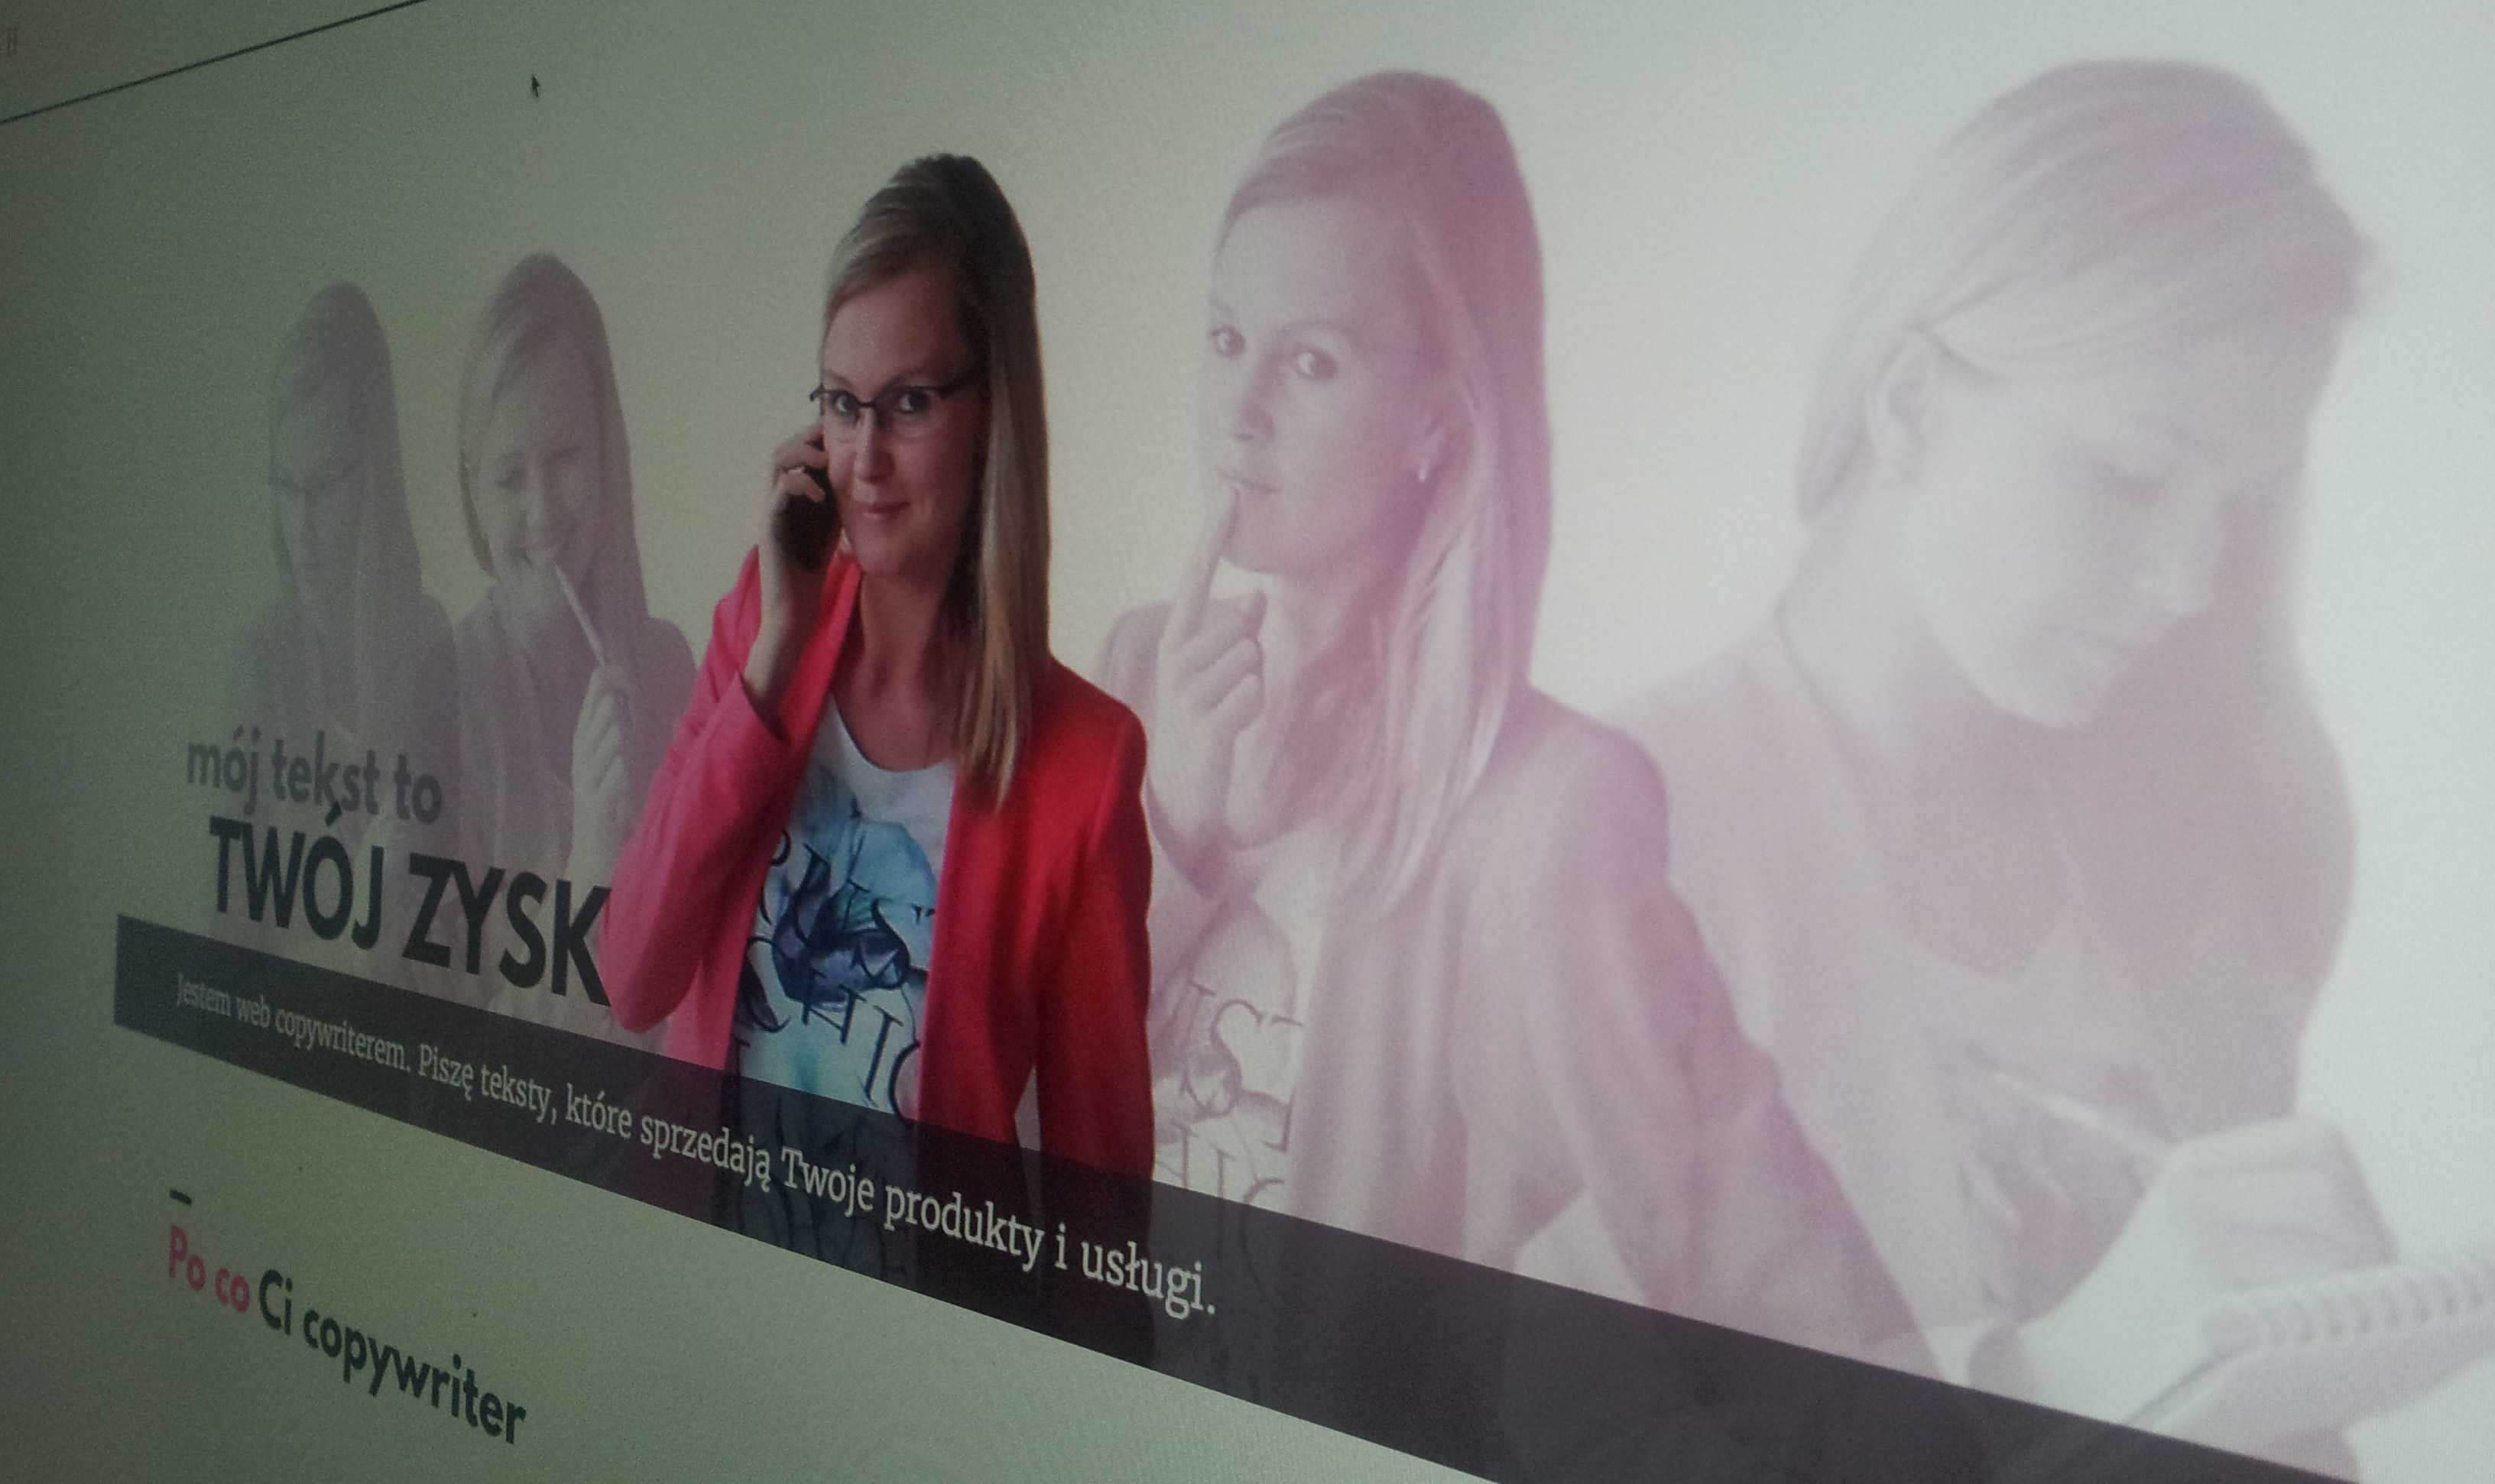 mój tekst to
TWÓJ ZYSK
Jestem web copywriterem. Piszę teksty, które sprzedają Twoje produkty i usługi.
Po co Ci copywriter